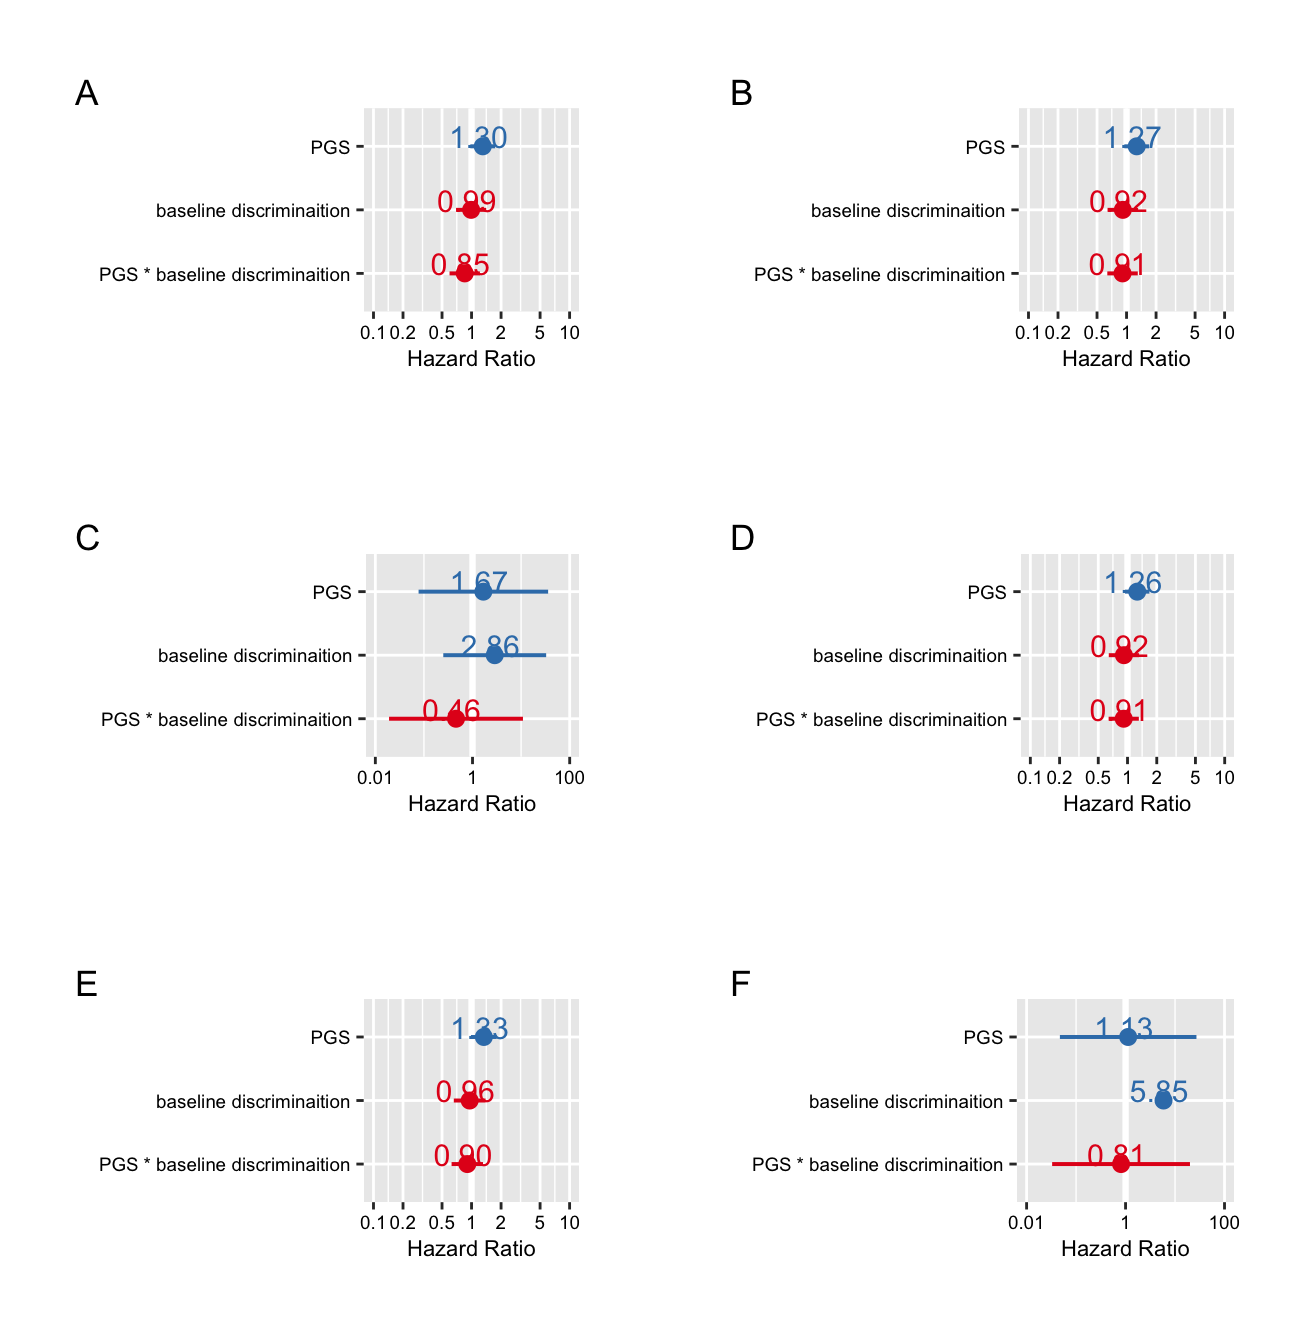 A
1.30
PGS
0.99
baseline discriminaition
0.85
PGS * baseline discriminaition
0.1 0.2 0.5 1 2 5 10
Hazard Ratio
B
1.27
PGS
0.92
baseline discriminaition
0.91
PGS * baseline discriminaition
0.1 0.2 0.5 1 2 5 10
Hazard Ratio
C
1.67
PGS
2.86
baseline discriminaition
0.46
PGS * baseline discriminaition
0.01 1 100
Hazard Ratio
D
1.26
PGS
0.92
baseline discriminaition
0.91
PGS * baseline discriminaition
0.1 0.2 0.5 1 2 5 10
Hazard Ratio
E
1.33
PGS
0.96
baseline discriminaition
0.90
PGS * baseline discriminaition
0.1 0.2 0.5 1 2 5 10
Hazard Ratio
F
1.13
PGS
5.85
baseline discriminaition
0.81
PGS * baseline discriminaition
0.01 1 100
Hazard Ratio